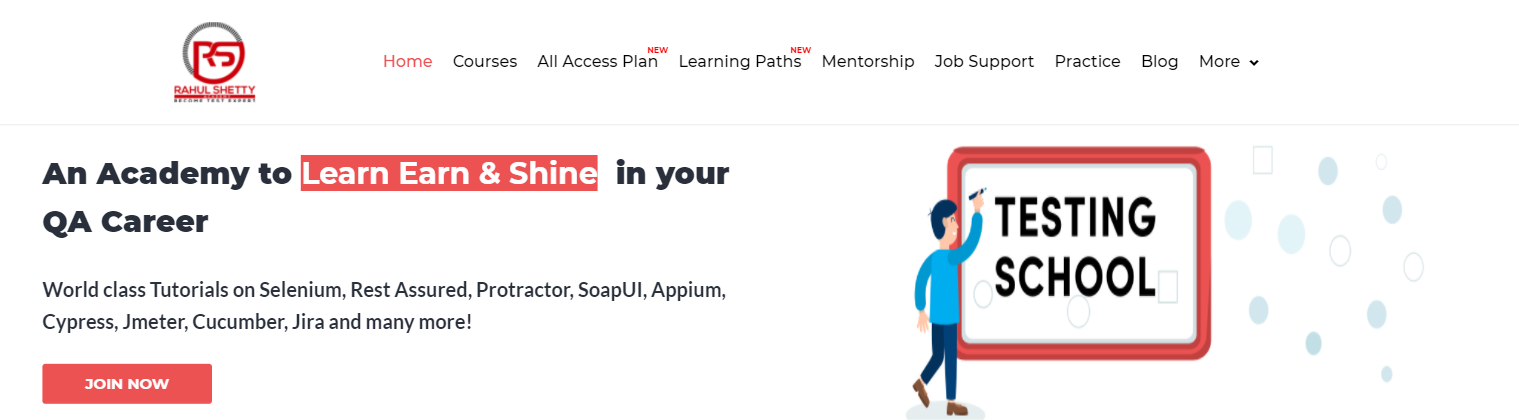 RS
RAHUL SHETTY
ACADEMY
BECOME TEST EXPERT
Home Courses All Access Plan NEW Learning Paths NEW Mentorship Job Support Practice Blog More
An Academy to Learn Earn & Shine in your
QA Career
World class Tutorials on Selenium, Rest Assured, Protractor, SoapUI, Appium,
Cypress, Jmeter, Cucumber, Jira and many more!
JOIN NOW
TESTING
SCHOOL